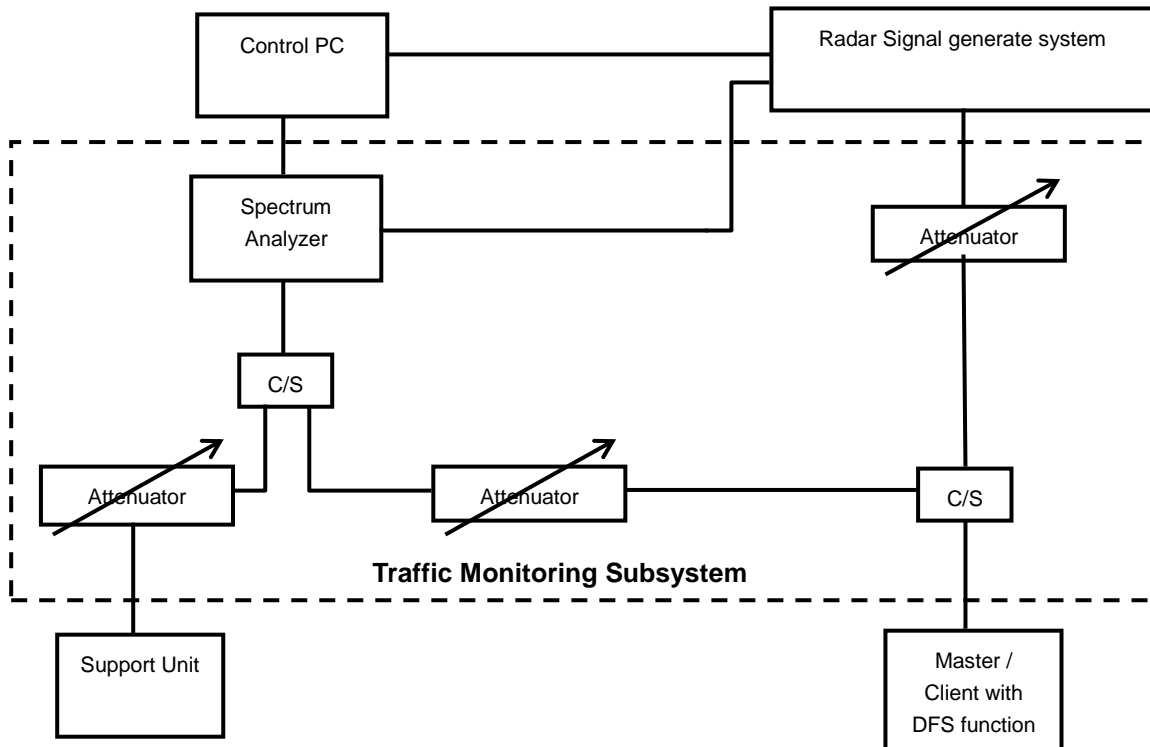 Control PC
Radar Signal generate system
Spectrum
Analyzer
Attenuator
C/S
Attenuator
Attenuator
C/S
Traffic Monitoring Subsystem
Support Unit
Master /
Client with
DFS function